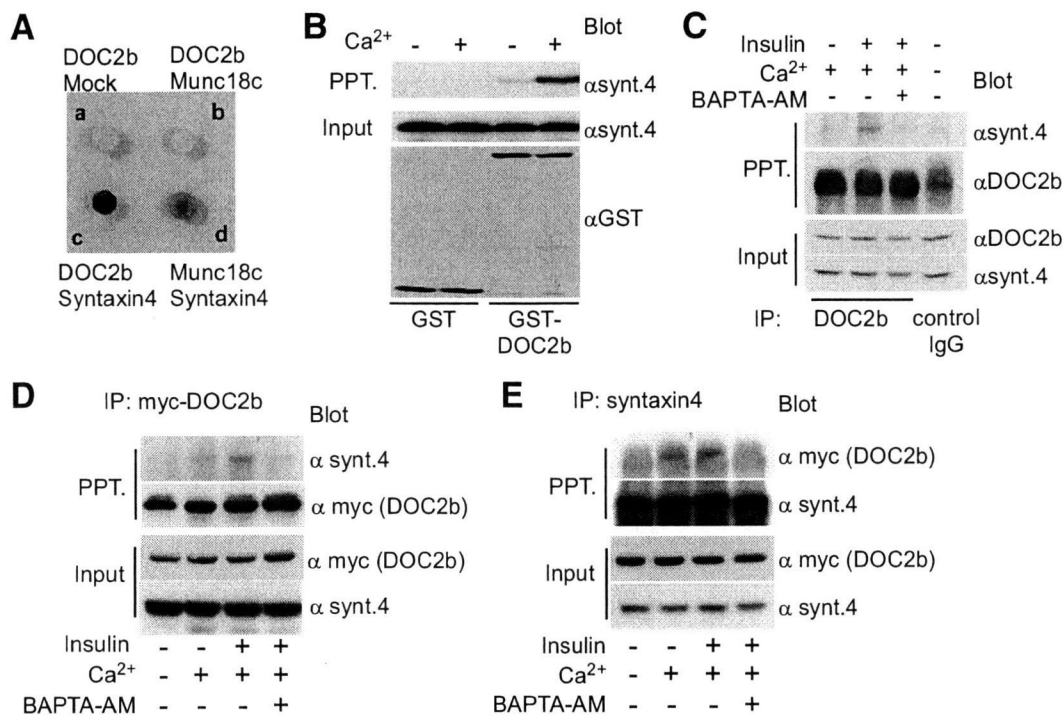 A
DOC2b DOC2b
Mock Munc18c
a b
c d
DOC2b Munc18c
Syntaxin4 Syntaxin4
B
Ca2+ - + - + Blot
PPT. αsynt.4
Input αsynt.4
αGST
GST GST-
DOC2b
C
Insulin - + + -
Ca2+ + + + -
BAPTA-AM + - Blot
PPT. αsynt.4
αDOC2b
Input αDOC2b
αsynt.4
IP: DOC2b control
IgG
D
IP: myc-DOC2b Blot
PPT. α synt.4
α myc (DOC2b)
Input α myc (DOC2b)
α synt.4
Insulin - - + +
Ca2+ - + + +
BAPTA-AM - - - +
E
IP: syntaxin4 Blot
PPT. α myc (DOC2b)
α synt.4
Input α myc (DOC2b)
α synt.4
Insulin - - + +
Ca2+ - + + +
BAPTA-AM - - - +